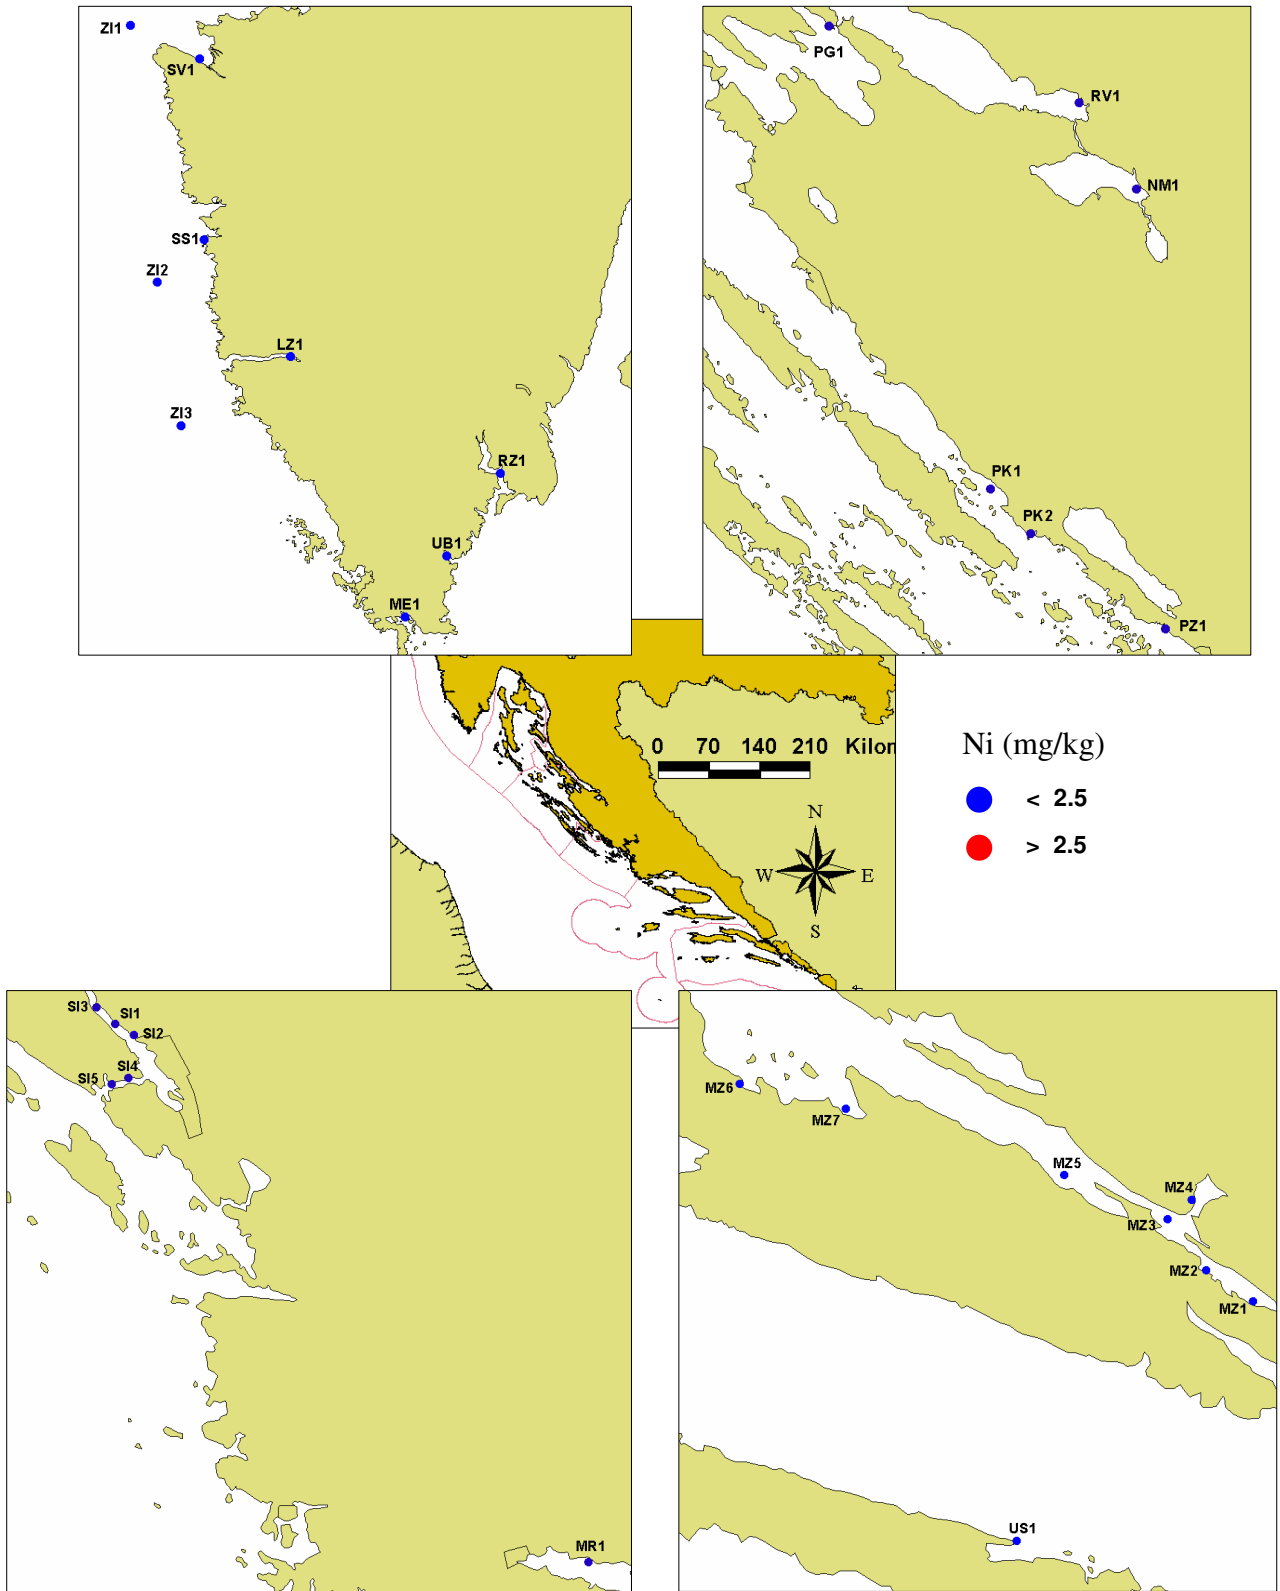 ZI1
SV1
SS1
ZI2
LZ1
ZI3
RZ1
UB1
ME1
PG1
RV1
NM1
PK1
PK2
PZ1
0 70 140 210 Kilon
N
W E
S
Ni (mg/kg)
< 2.5
> 2.5
SI3
SI1
SI2
SI4
SI5
MR1
MZ6
MZ7
MZ5
MZ4
MZ3
MZ2
MZ1
US1